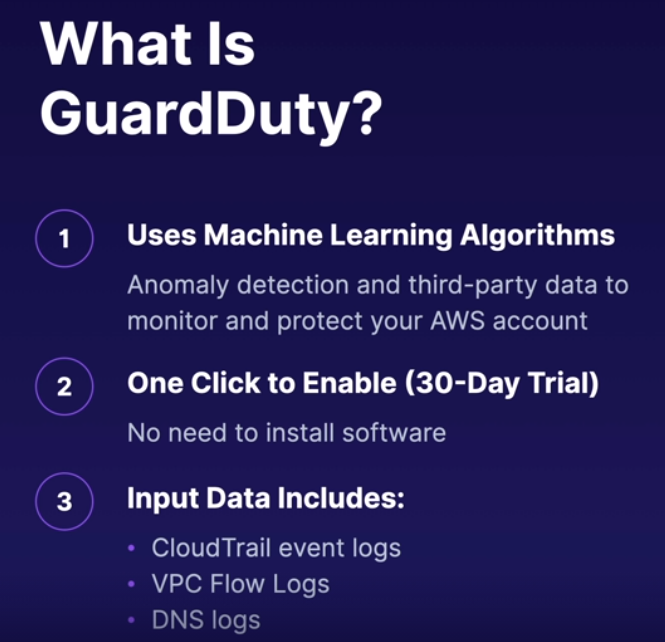 What Is
GuardDuty?
1
Uses Machine Learning Algorithms
Anomaly detection and third-party data to
monitor and protect your AWS account
2
One Click to Enable (30-Day Trial)
No need to install software
3
Input Data Includes:
• CloudTrail event logs
• VPC Flow Logs
• DNS logs